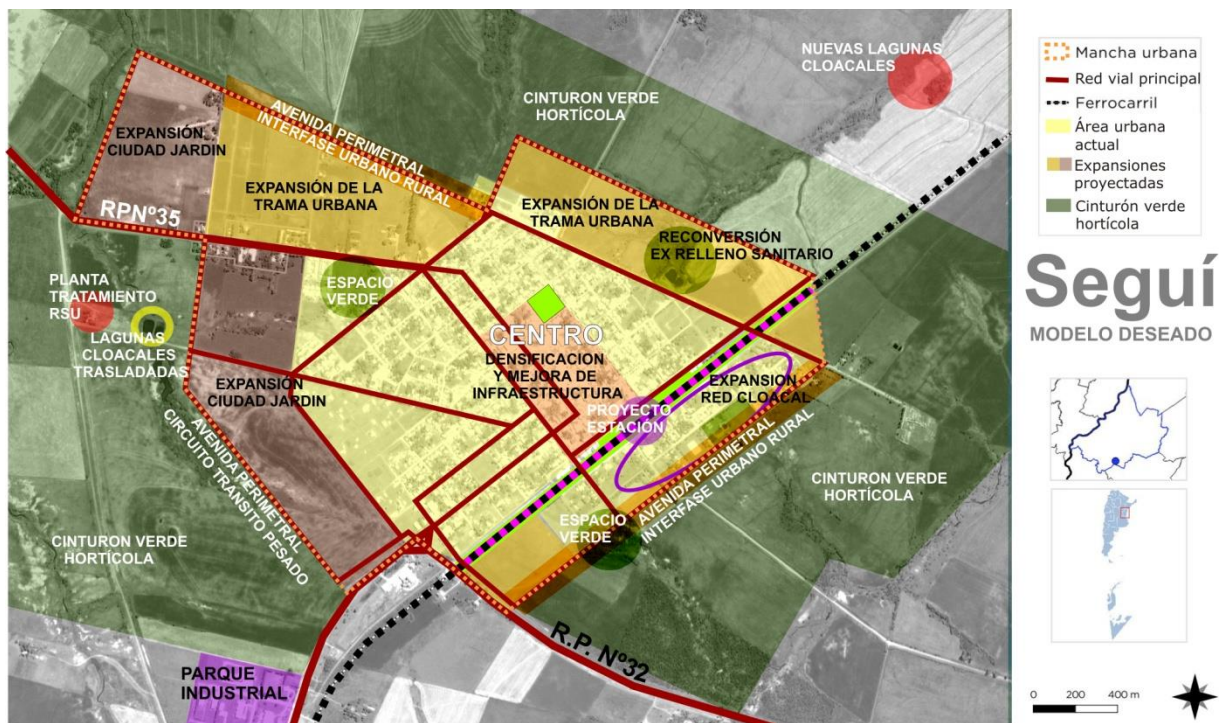 NUEVAS LAGUNAS
CLOACALES
CINTURON VERDE
HORTÍCOLA
AVENIDA PERIMETRAL
INTERFASE URBANO RURAL
EXPANSIÓN
CIUDAD JARDIN
EXPANSIÓN DE LA
TRAMA URBANA
EXPANSIÓN DE LA
TRAMA URBANA
RPNº35
RECONVERSIÓN
EX RELLENO SANITARIO
PLANTA
TRATAMIENTO
RSU
ESPACIO
VERDE
LAGUNAS
CLOACALES
TRASLADADAS
CENTRO
DENSIFICACION
Y MEJORA DE
INFRAESTRUCTURA
EXPANSIÓN
CIUDAD JARDIN
EXPANSION
RED CLOACAL
PROYECTO
ESTACIÓN
AVENIDA PERIMETRAL
CIRCUITO TRÁNSITO PESADO
AVENIDA PERIMETRAL
INTERFASE URBANO RURAL
CINTURON VERDE
HORTÍCOLA
ESPACIO
VERDE
CINTURON VERDE
HORTÍCOLA
R.P. Nº32
PARQUE
INDUSTRIAL
Mancha urbana
Red vial principal
Ferrocarril
Área urbana
actual
Expansiones
proyectadas
Cinturón verde
hortícola
Seguí
MODELO DESEADO
0 200 400 m